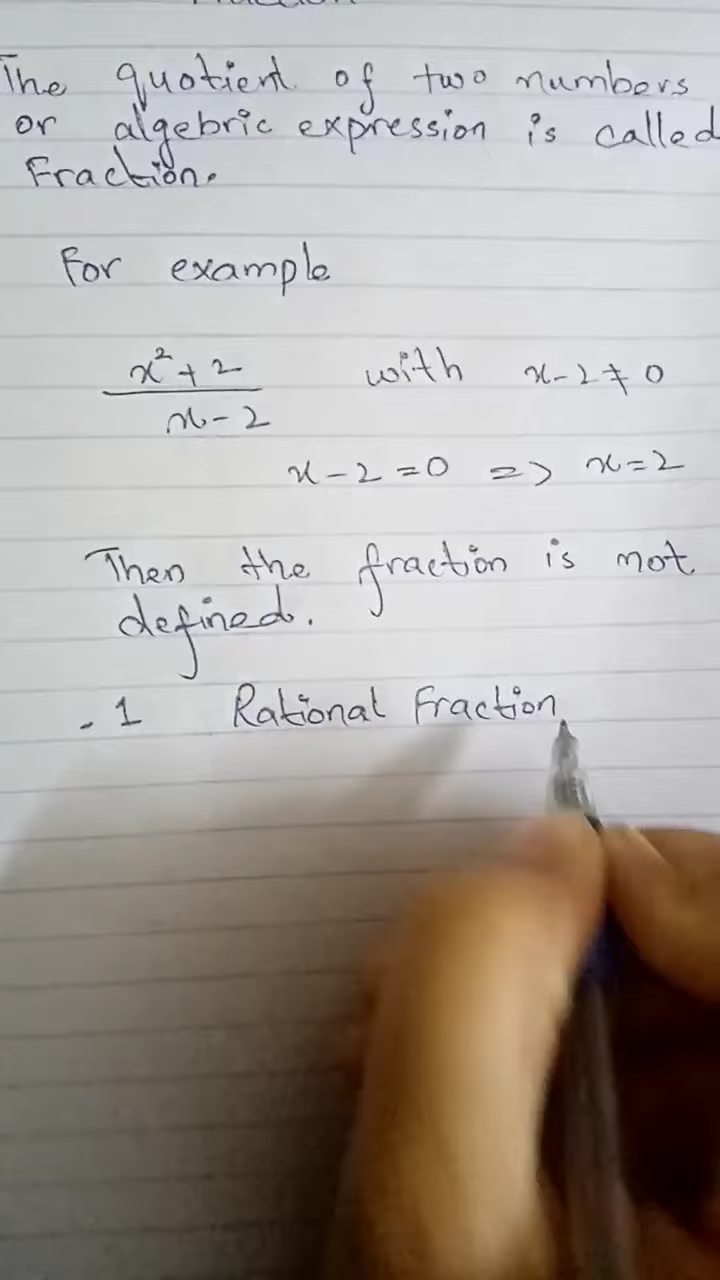 The quotient of two numbers
or algebric expression is called
Fraction.
For example
x² + 2 / x - 2 with x - 2 ≠ 0
x - 2 = 0 => x = 2
Then the fraction is not
defined.
- 1 Rational Fraction